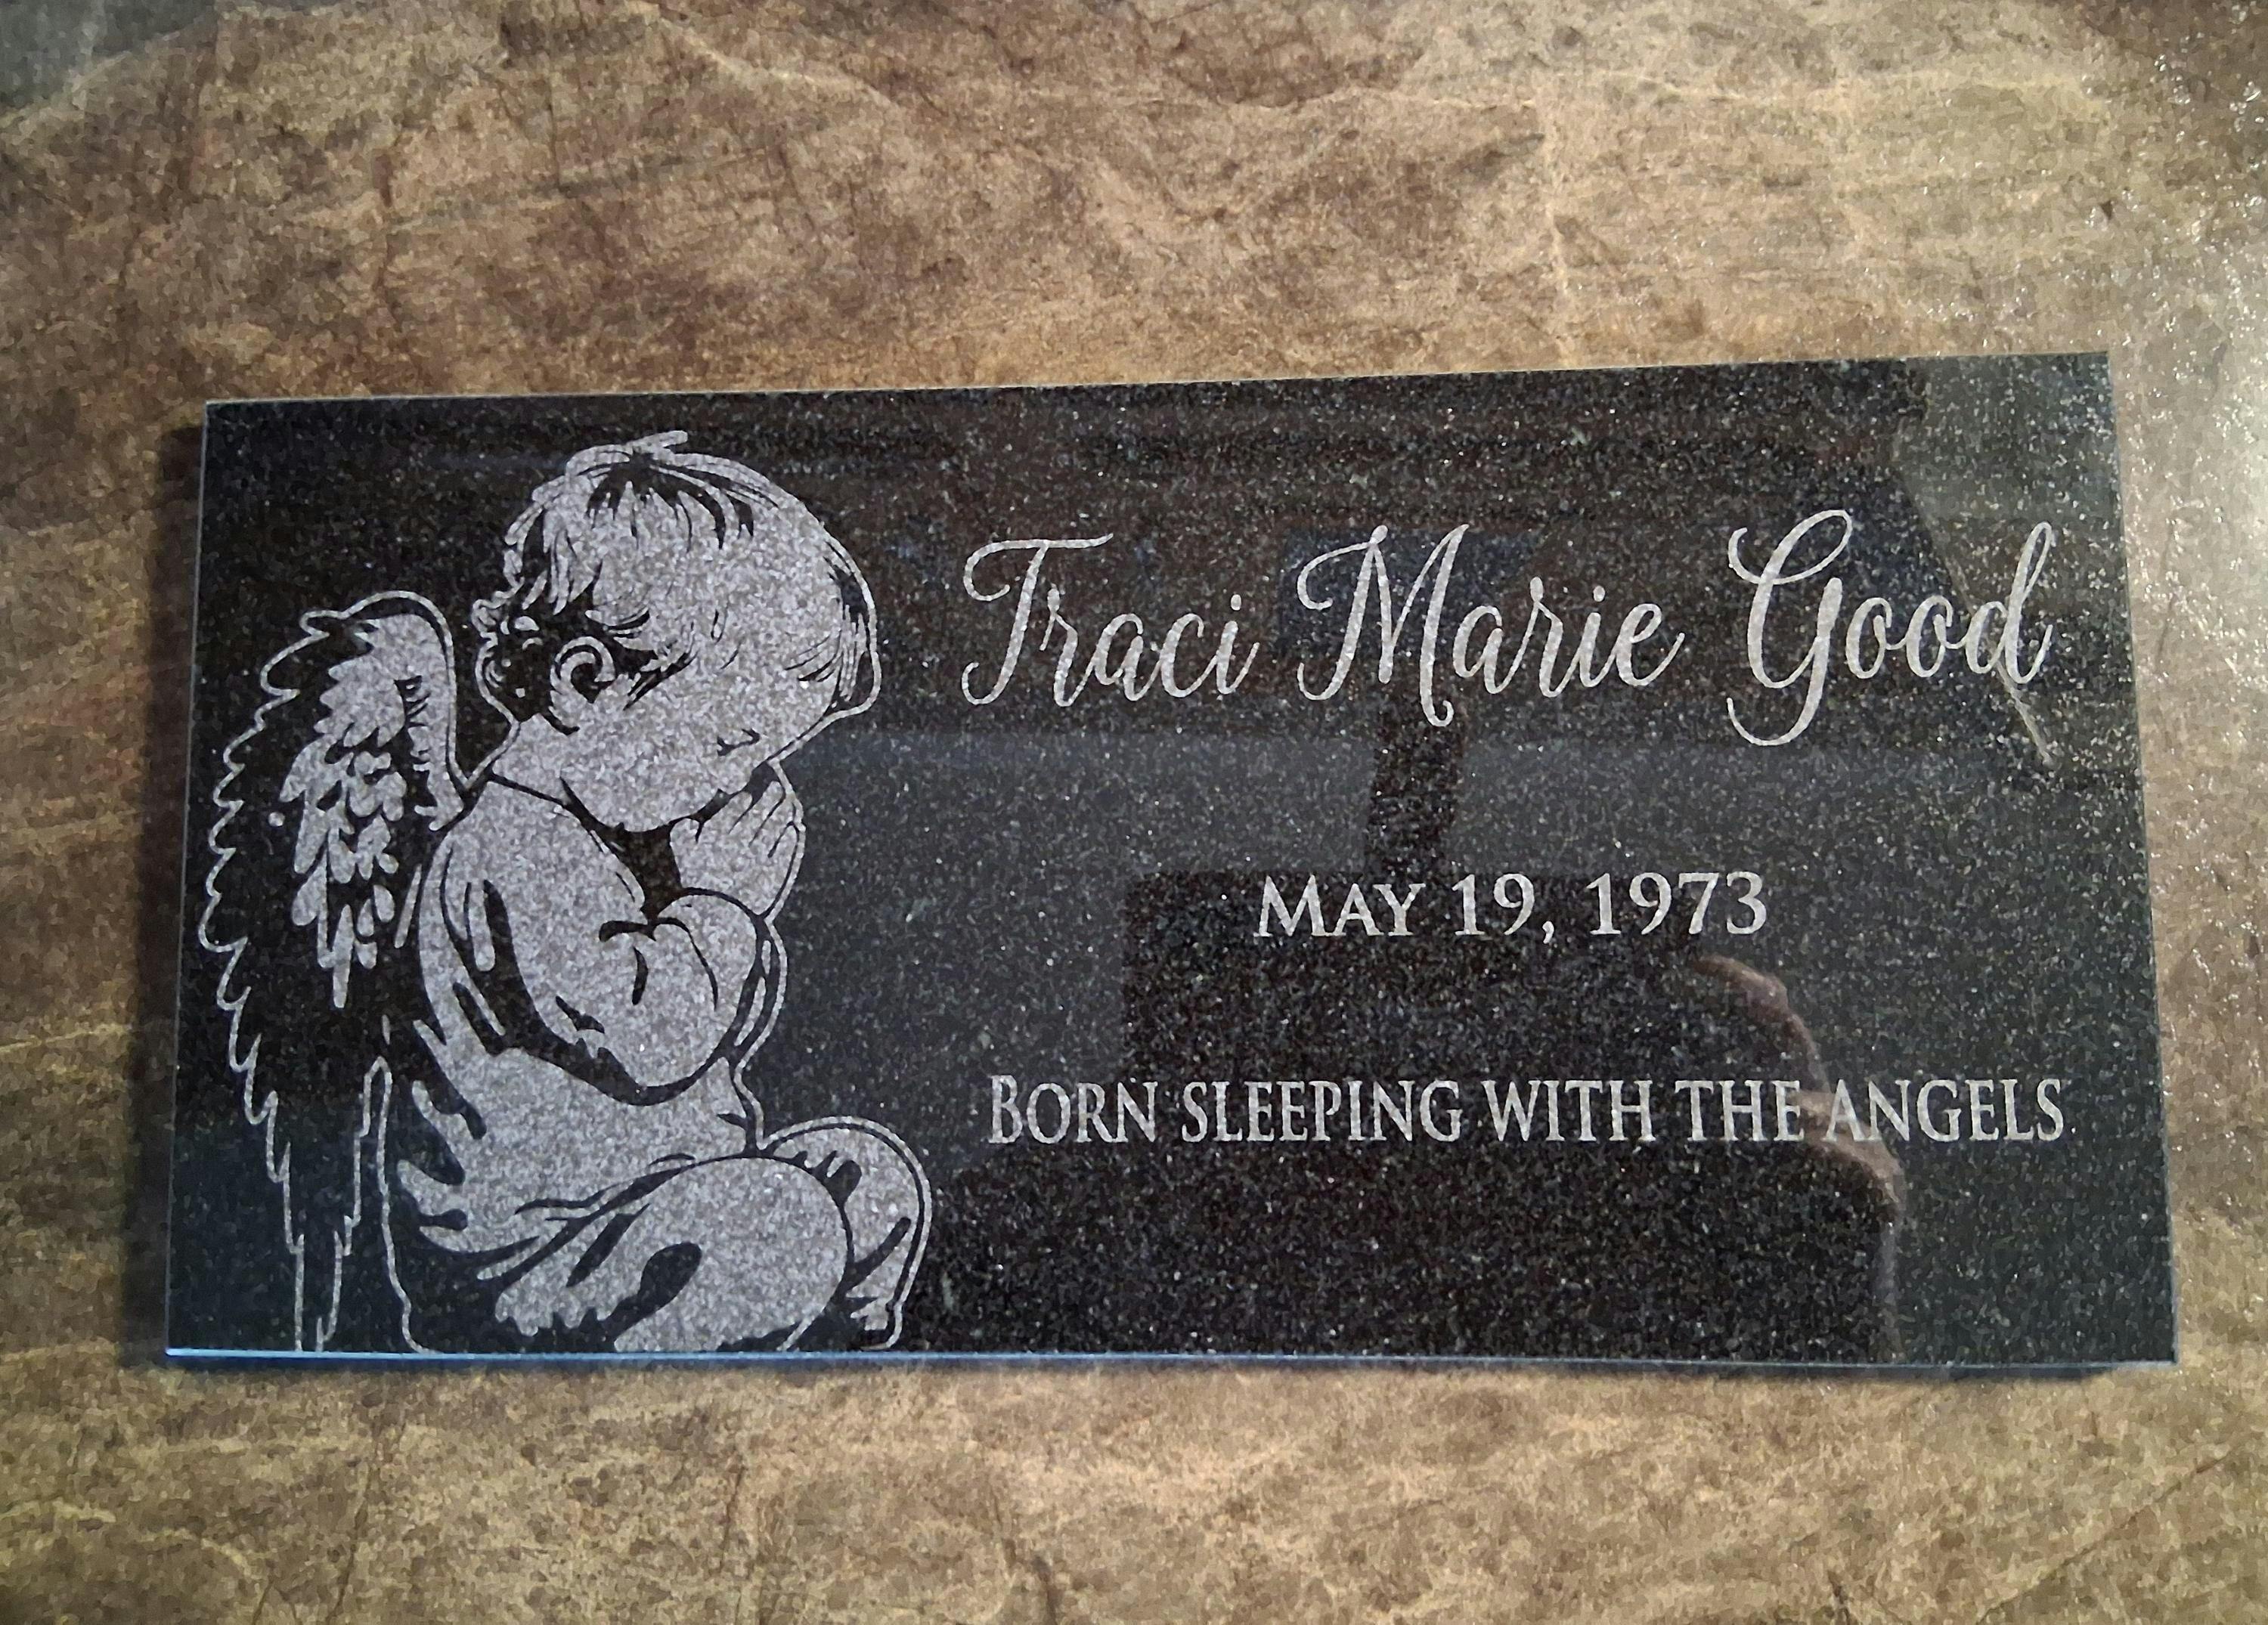 Traci Marie Good
May 19, 1973
Born sleeping with the angels